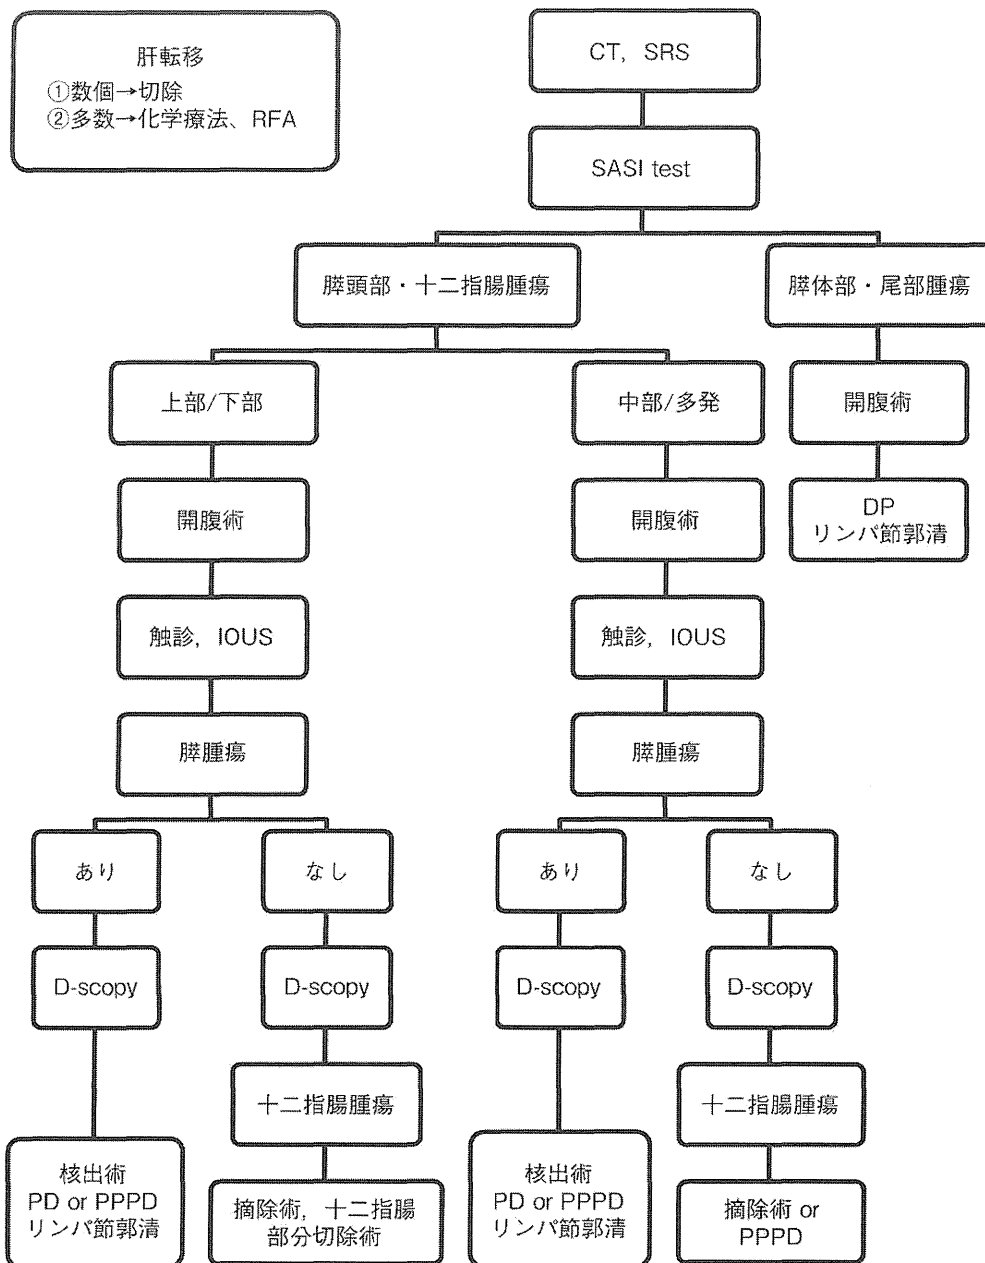 肝転移
①数個→切除
②多数→化学療法、RFA
CT, SRS
SASI test
膵頭部・十二指腸腫瘍
膵体部・尾部腫瘍
上部/下部
中部/多発
開腹術
開腹術
開腹術
DP
リンパ節郭清
触診, IOUS
触診, IOUS
膵腫瘍
膵腫瘍
あり
なし
あり
なし
D-scopy
D-scopy
D-scopy
D-scopy
十二指腸腫瘍
十二指腸腫瘍
核出術
PD or PPPD
リンパ節郭清
摘除術, 十二指腸
部分切除術
核出術
PD or PPPD
リンパ節郭清
摘除術 or
PPPD